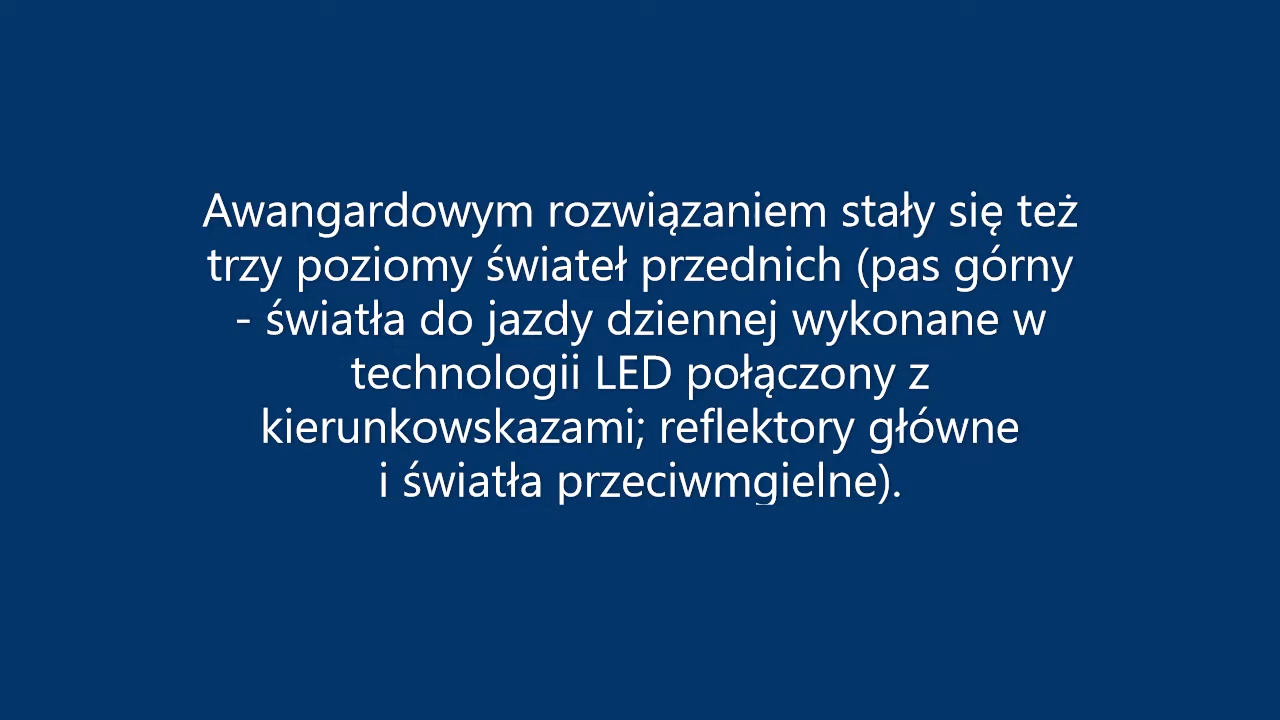 Awangardowym rozwiązaniem stały się też
trzy poziomy świateł przednich (pas górny
- światła do jazdy dziennej wykonane w
technologii LED połączony z
kierunkowskazami; reflektory główne
i światła przeciwmgielne).